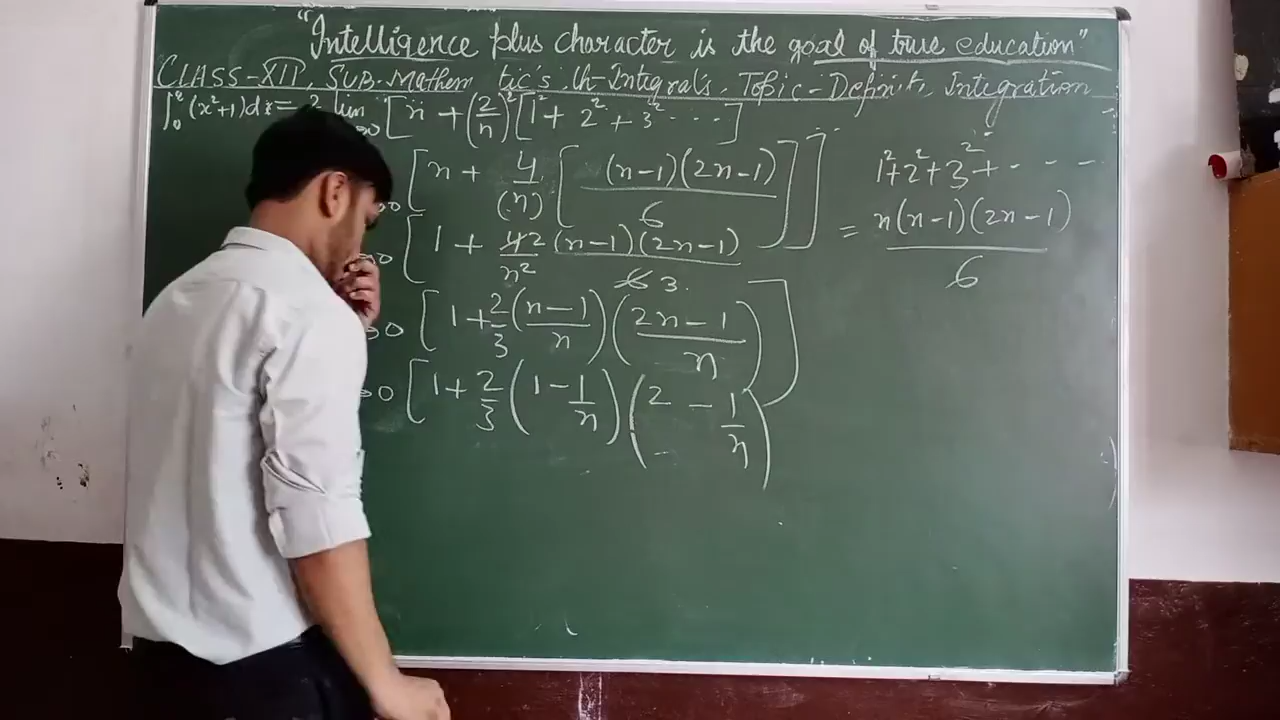 "Intelligence plus character is the goal of true education"
CLASS-XII, SUB-Mathem tic's, Ch-Integral's, Topic-Definite Integration
∫₀² (x²+1)dx = 2 lim ∞ [n + (2/n)² [1² + 2² + 3² ---]
∞ [n + 4/(n) [(n-1)(2n-1)/6]]
∞ [1 + 4̶2/n² (n-1)(2n-1)/6̶3]
∞ [1 + 2/3 ((n-1)/n) ((2n-1)/n)]
∞ [1 + 2/3 (1 - 1/n) (2 - 1/n)
1² + 2² + 3² + - - -
= n(n-1)(2n-1)/6